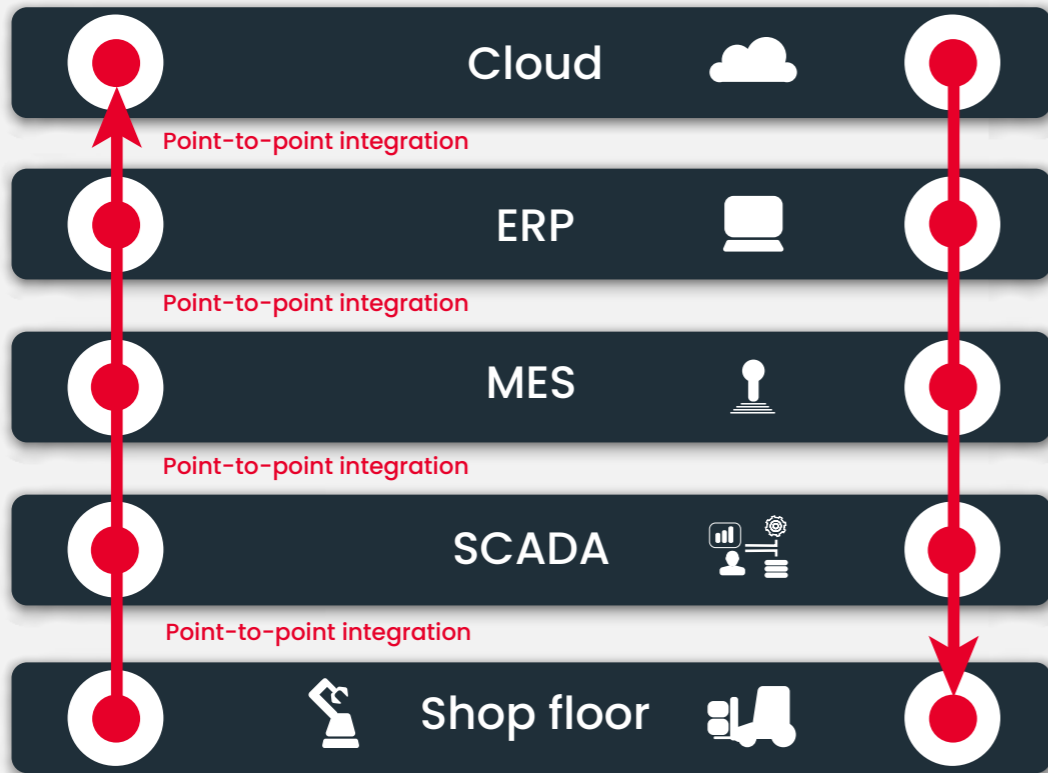 Cloud
Point-to-point integration
ERP
Point-to-point integration
MES
Point-to-point integration
SCADA
Point-to-point integration
Shop floor